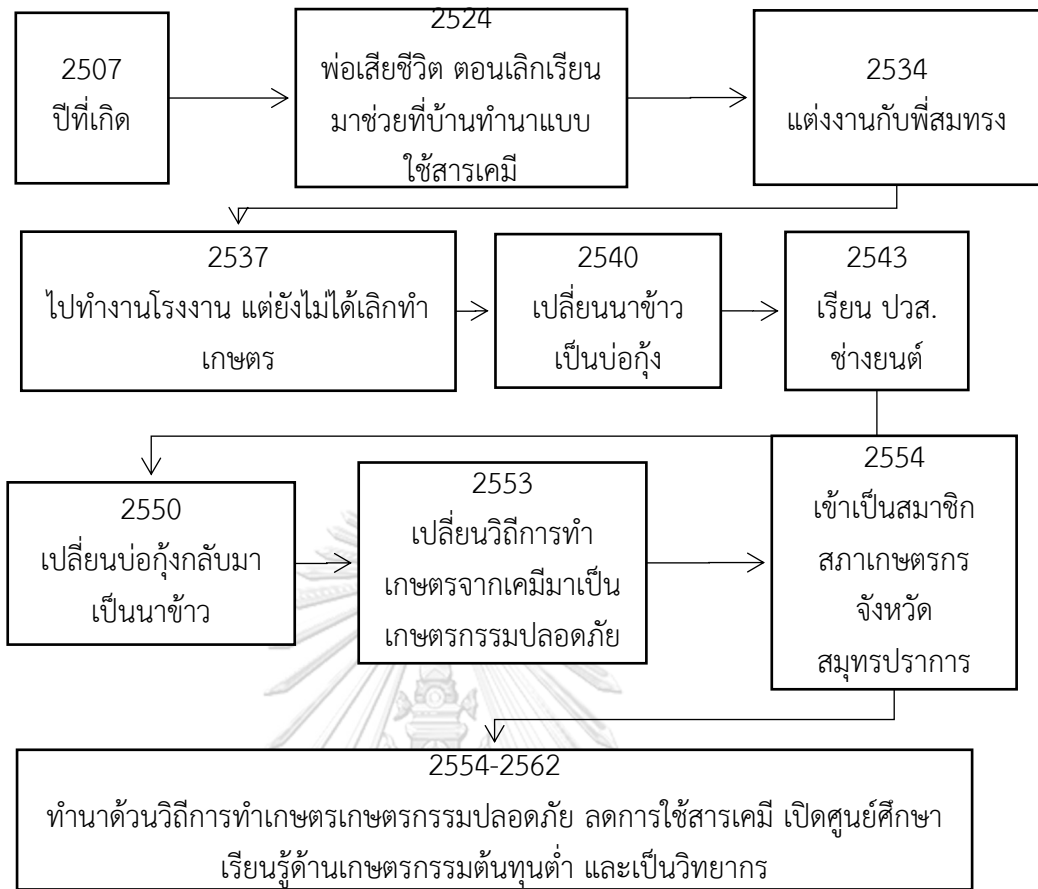 2507
ปีที่เกิด
2524
พ่อเสียชีวิต ตอนเลิกเรียน
มาช่วยที่บ้านทำนาแบบ
ใช้สารเคมี
2534
แต่งงานกับพี่สมทรง
2537
ไปทำงานโรงงาน แต่ยังไม่ได้เลิกทำ
เกษตร
2540
เปลี่ยนนาข้าว
เป็นบ่อกุ้ง
2543
เรียน ปวส.
ช่างยนต์
2550
เปลี่ยนบ่อกุ้งกลับมา
เป็นนาข้าว
2553
เปลี่ยนวิถีการทำ
เกษตรจากเคมีมาเป็น
เกษตรกรรมปลอดภัย
2554
เข้าเป็นสมาชิก
สภาเกษตรกร
จังหวัด
สมุทรปราการ
2554-2562
ทำนาด้วนวิถีการทำเกษตรเกษตรกรรมปลอดภัย ลดการใช้สารเคมี เปิดศูนย์ศึกษา
เรียนรู้ด้านเกษตรกรรมต้นทุนต่ำ และเป็นวิทยากร